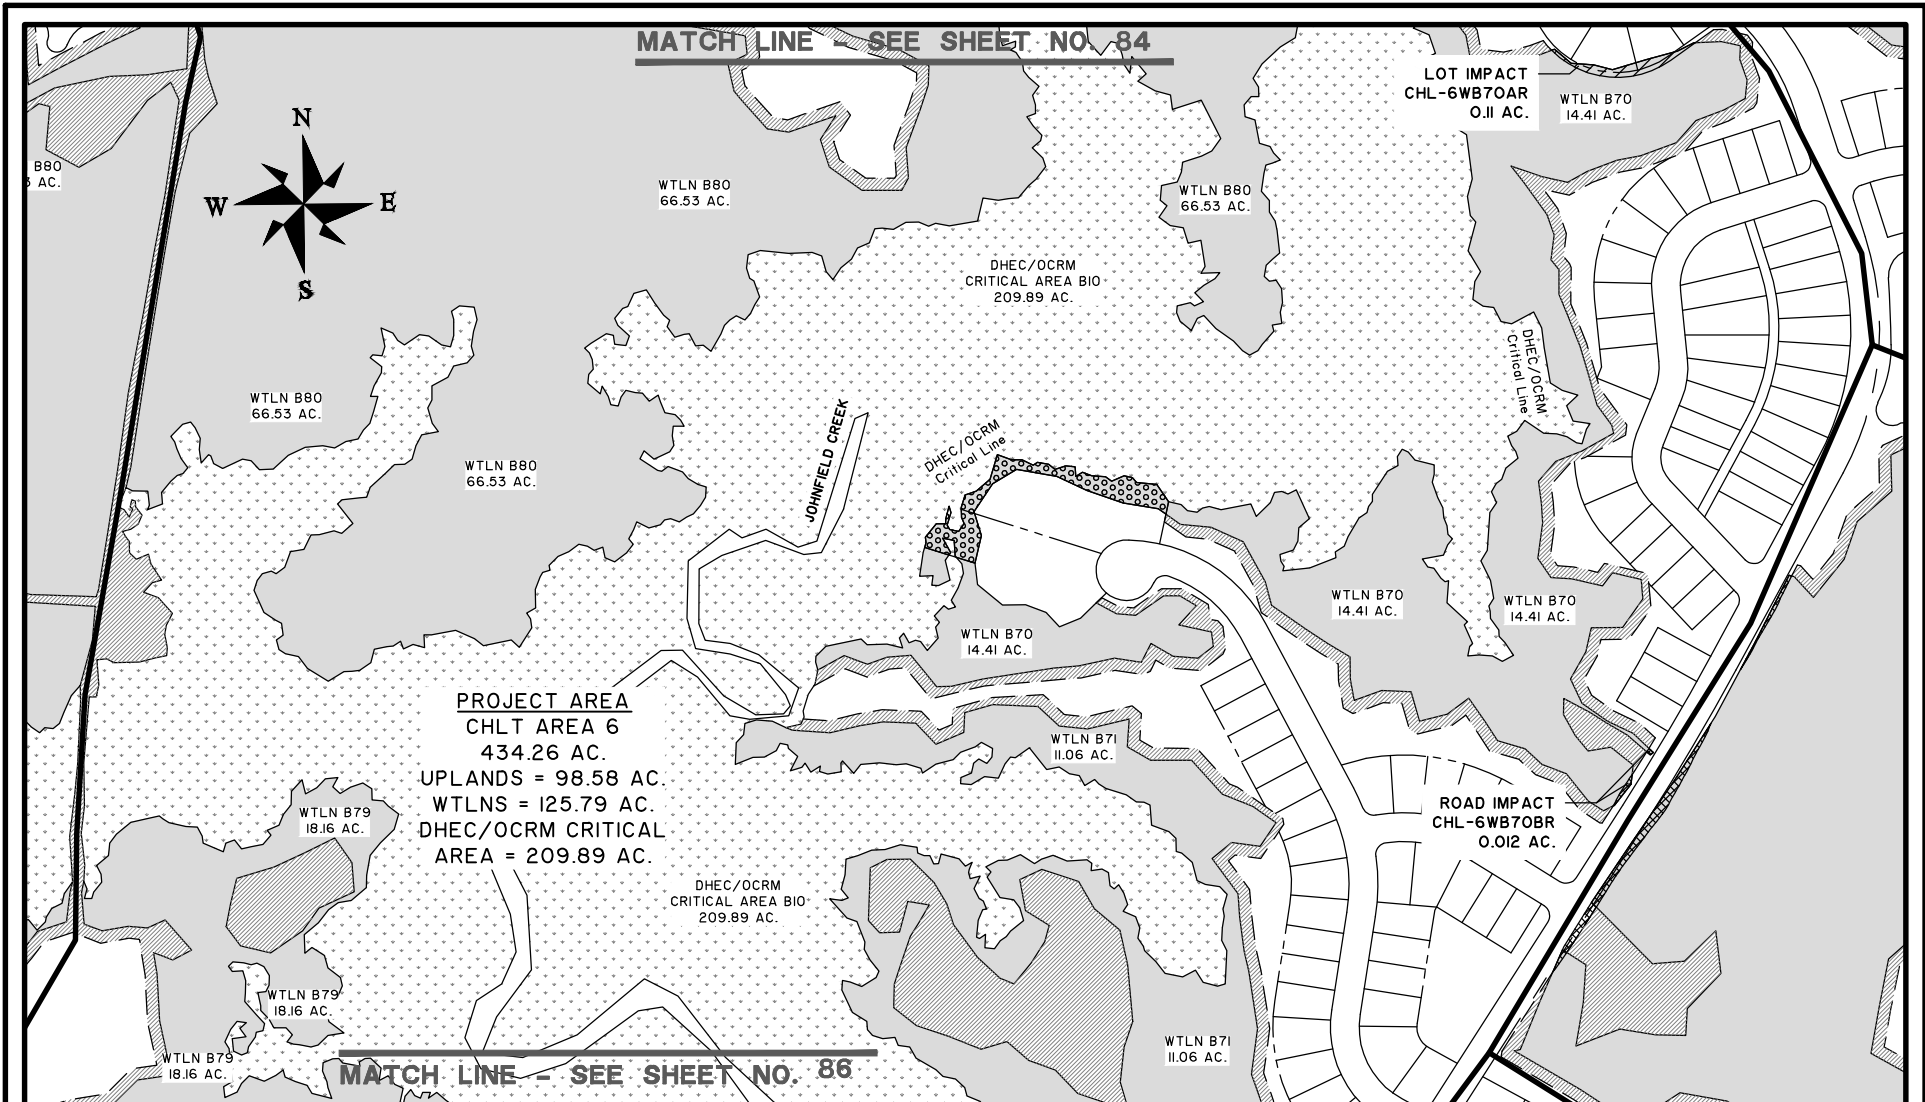 MATCH LINE - SEE SHEET NO. 84
LOT IMPACT
CHL-6WB70AR
0.11 AC.
WTLN B70
14.41 AC.
N
W
E
S
B80
AC.
WTLN B80
66.53 AC.
WTLN B80
66.53 AC.
DHEC/OCRM
CRITICAL AREA B10
209.89 AC.
DHEC/OCRM
Critical Line
WTLN B80
66.53 AC.
WTLN B80
66.53 AC.
JOHNFIELD CREEK
DHEC/OCRM
Critical Line
WTLN B70
14.41 AC.
WTLN B70
14.41 AC.
WTLN B70
14.41 AC.
PROJECT AREA
CHLT AREA 6
434.26 AC.
UPLANDS = 98.58 AC.
WTLNS = 125.79 AC.
DHEC/OCRM CRITICAL
AREA = 209.89 AC.
WTLN B71
11.06 AC.
WTLN B79
18.16 AC.
ROAD IMPACT
CHL-6WB70BR
0.012 AC.
DHEC/OCRM
CRITICAL AREA B10
209.89 AC.
WTLN B79
18.16 AC.
WTLN B79
18.16 AC.
WTLN B71
11.06 AC.
MATCH LINE - SEE SHEET NO. 86